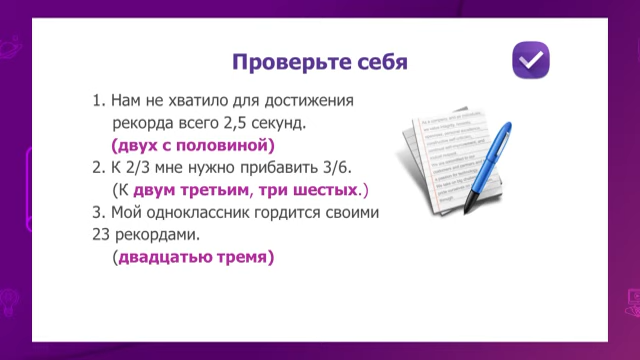 Проверьте себя
1. Нам не хватило для достижения
рекорда всего 2,5 секунд.
(двух с половиной)
2. К 2/3 мне нужно прибавить 3/6.
(К двум третьим, три шестых.)
3. Мой одноклассник гордится своими
23 рекордами.
(двадцатью тремя)